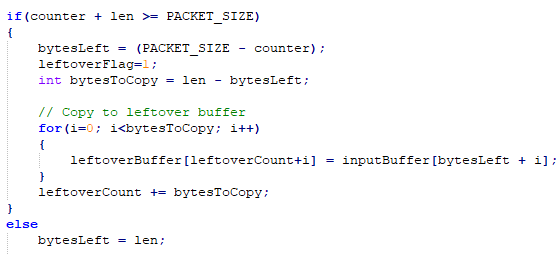 if(counter + len >= PACKET_SIZE)
{
    bytesLeft = (PACKET_SIZE - counter);
    leftoverFlag=1;
    int bytesToCopy = len - bytesLeft;

    // Copy to leftover buffer
    for(i=0; i<bytesToCopy; i++)
    {
        leftoverBuffer[leftoverCount+i] = inputBuffer[bytesLeft + i];
    }
    leftoverCount += bytesToCopy;
}
else
    bytesLeft = len;